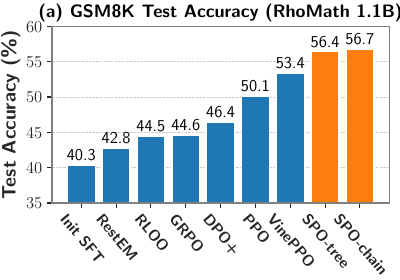 (a) GSM8K Test Accuracy (RhoMath 1.1B)
Test Accuracy (%)
60
55
50
45
40
35
40.3
42.8
44.5
44.6
46.4
50.1
53.4
56.4
56.7
Init SFT
RestEM
RLOO
GRPO
DPO+
PPO
VinePPO
SPO-tree
SPO-chain